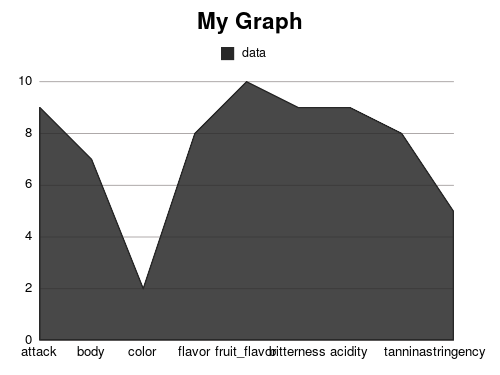 My Graph
data
10
8
6
4
2
0
attack body color flavor fruit_flavor bitterness acidity tannin astringency